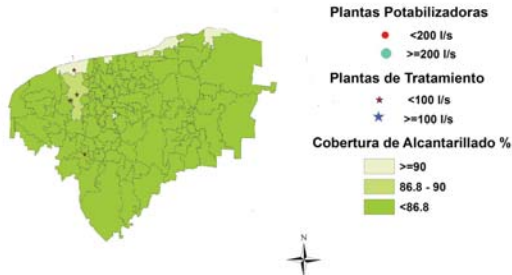 Plantas Potabilizadoras
<200 l/s
>=200 l/s
Plantas de Tratamiento
<100 l/s
>=100 l/s
Cobertura de Alcantarillado %
>=90
86.8 - 90
<86.8
N